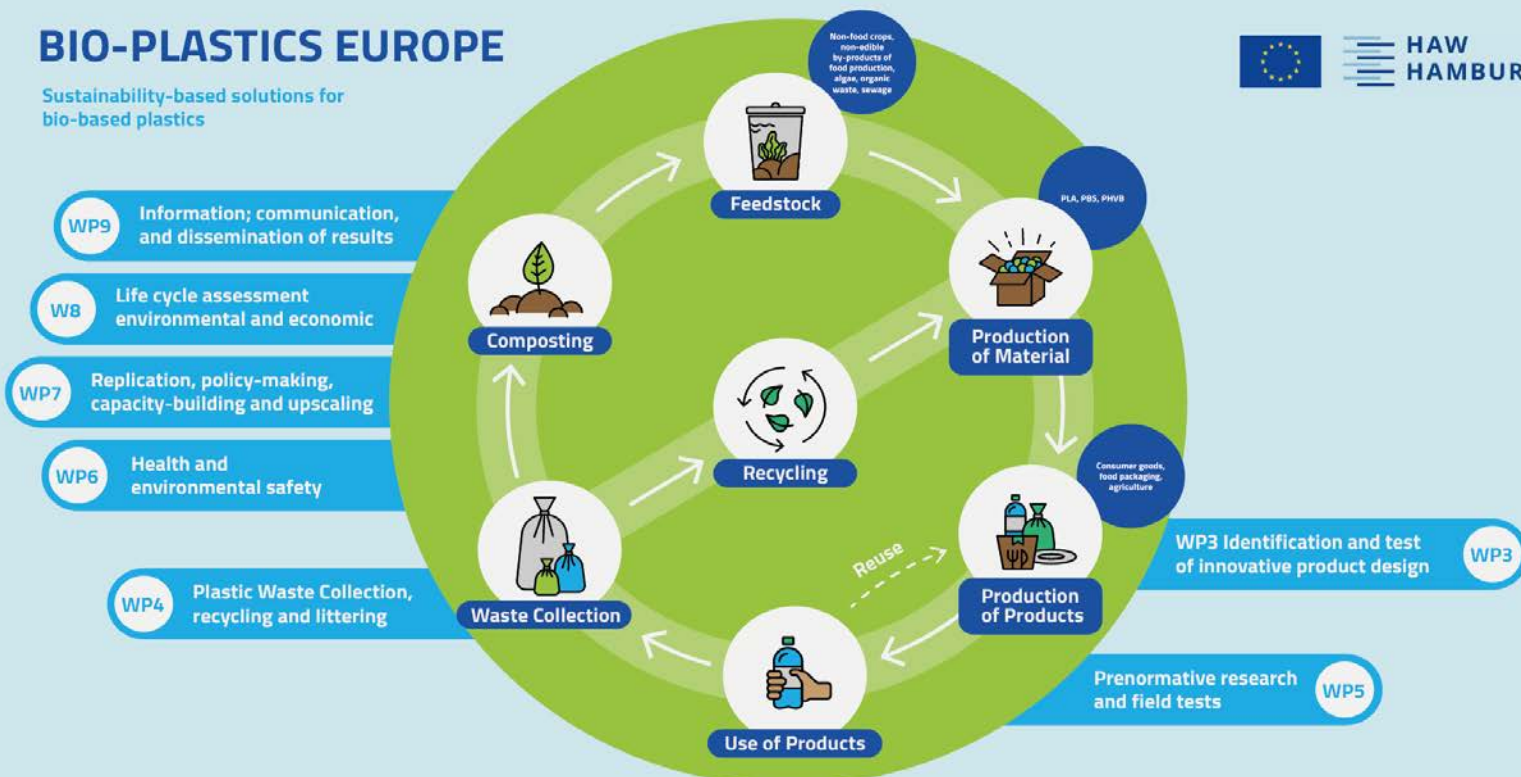 BIO-PLASTICS EUROPE
Sustainability-based solutions for
bio-based plastics
HAW
HAMBUR
Non-food crops,
non-edible
by-products of
food production,
algae, organic
waste, sewage
Feedstock
PLA, PBS, PHVB
Production
of Material
Consumer goods,
food packaging,
agriculture
Production
of Products
Reuse
Use of Products
Waste Collection
Recycling
Composting
WP9
Information; communication,
and dissemination of results
W8
Life cycle assessment
environmental and economic
WP7
Replication, policy-making,
capacity-building and upscaling
WP6
Health and
environmental safety
WP4
Plastic Waste Collection,
recycling and littering
WP3 Identification and test
of innovative product design
WP3
Prenormative research
and field tests
WP5